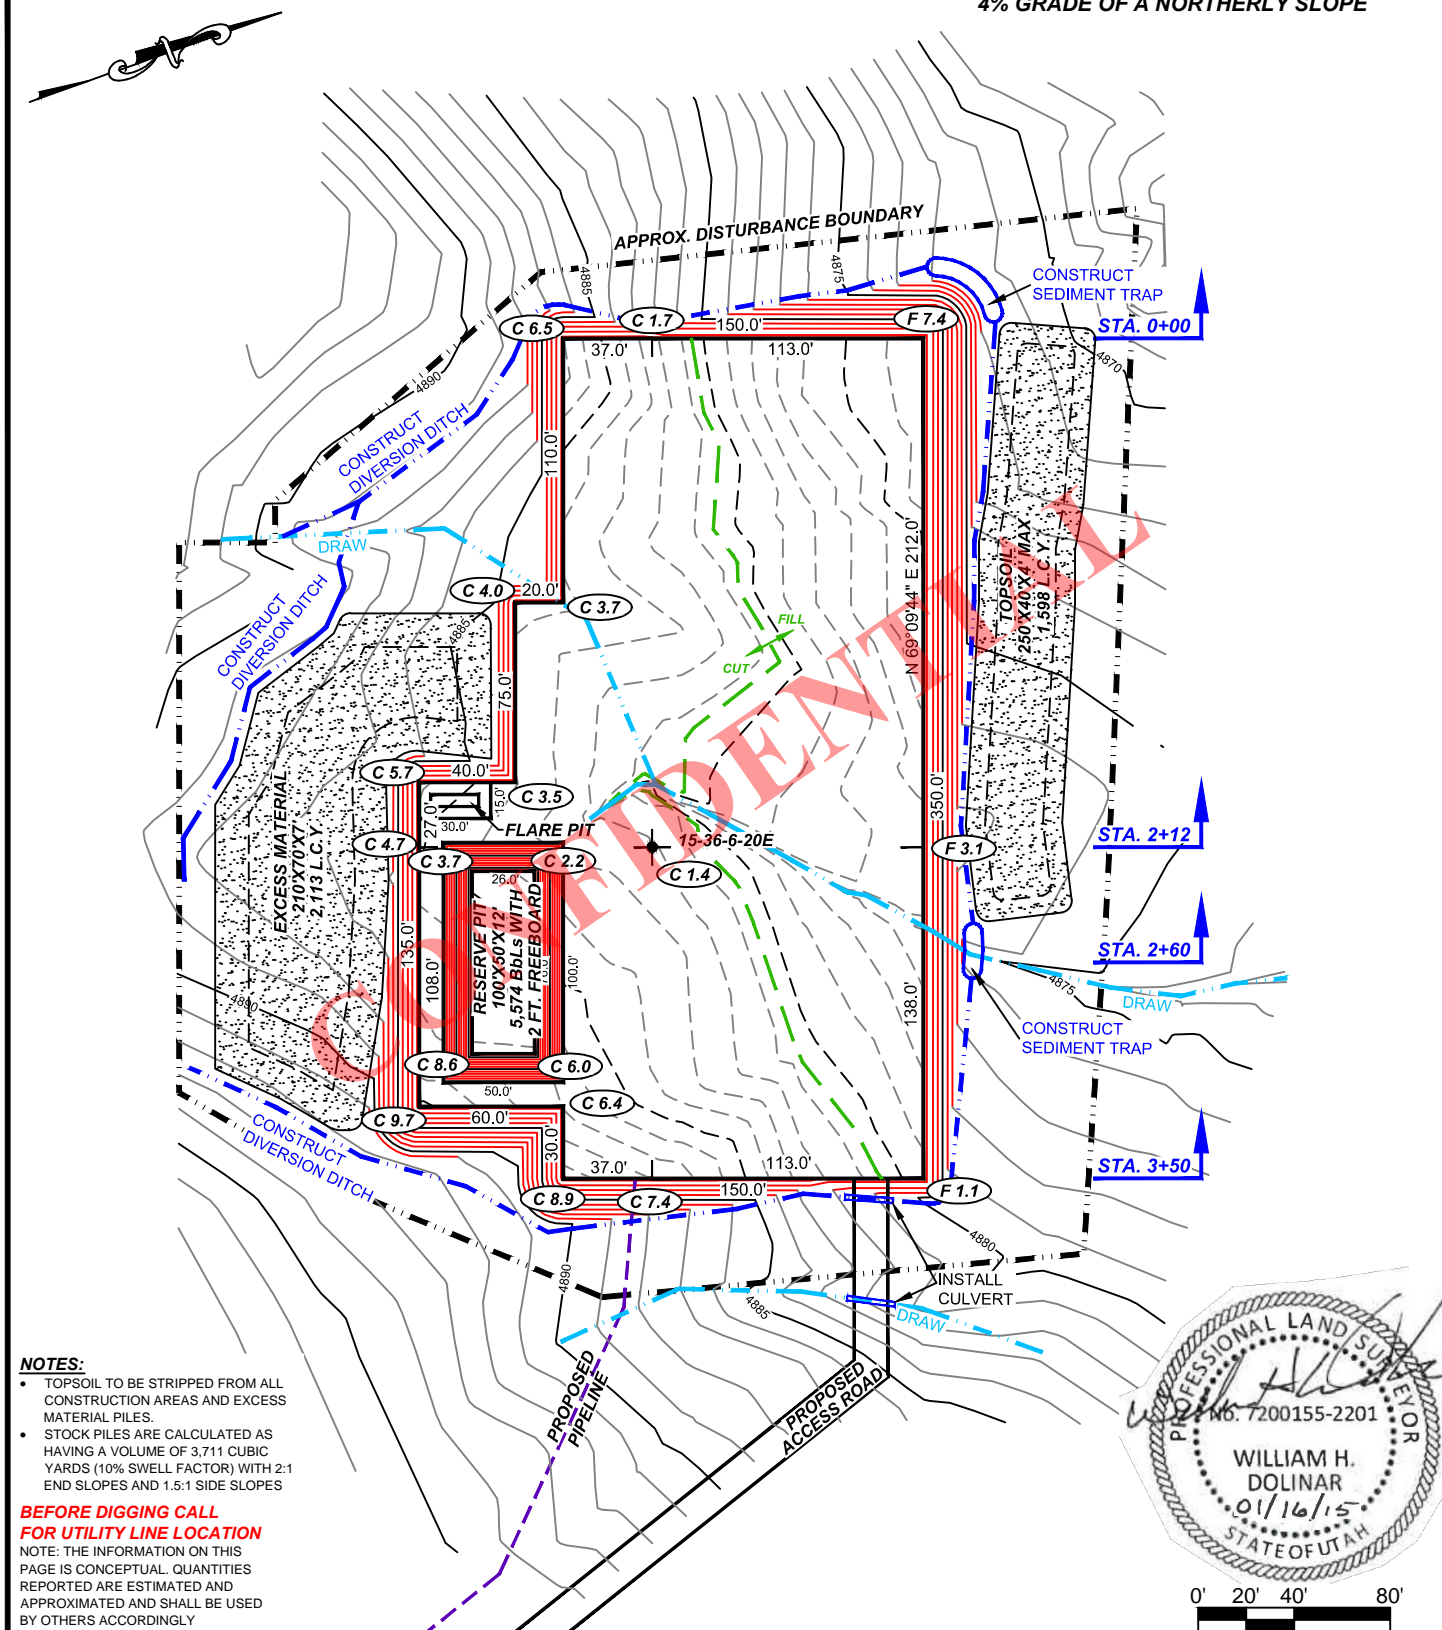 4% GRADE OF A NORTHERLY SLOPE
APPROX. DISTURBANCE BOUNDARY
4885
4875
CONSTRUCT
SEDIMENT TRAP
STA. 0+00
C 6.5
C 1.7
150.0'
F 7.4
37.0'
113.0'
4870
4890
CONSTRUCT
DIVERSION DITCH
110.0'
DRAW
N 69°09'44" E 212.0'
TOPSOIL
250'X40'X4' MAX
1,598 L.C.Y.
C 4.0
20.0'
C 3.7
CONSTRUCT
DIVERSION DITCH
4885
FILL
CUT
75.0'
EXCESS MATERIAL
210'X70'X7'
2,113 L.C.Y.
C 5.7
40.0'
C 3.5
27.0'
15.0'
30.0'
FLARE PIT
350.0'
STA. 2+12
C 4.7
C 3.7
C 2.2
15-36-6-20E
C 1.4
F 3.1
26.0'
RESERVE PIT
100'X50'X12'
5,574 BbLs WITH
2 FT. FREEBOARD
100.0'
135.0'
108.0'
138.0'
STA. 2+60
4875
DRAW
4890
CONSTRUCT
SEDIMENT TRAP
C 8.6
C 6.0
50.0'
C 6.4
C 9.7
60.0'
30.0'
CONSTRUCT
DIVERSION DITCH
37.0'
113.0'
STA. 3+50
C 8.9
C 7.4
150.0'
F 1.1
4880
4890
4885
INSTALL
CULVERT
DRAW
PROPOSED
PIPELINE
PROPOSED
ACCESS ROAD
CONFIDENTIAL
NOTES:
• TOPSOIL TO BE STRIPPED FROM ALL
CONSTRUCTION AREAS AND EXCESS
MATERIAL PILES.
• STOCK PILES ARE CALCULATED AS
HAVING A VOLUME OF 3,711 CUBIC
YARDS (10% SWELL FACTOR) WITH 2:1
END SLOPES AND 1.5:1 SIDE SLOPES
BEFORE DIGGING CALL
FOR UTILITY LINE LOCATION
NOTE: THE INFORMATION ON THIS
PAGE IS CONCEPTUAL. QUANTITIES
REPORTED ARE ESTIMATED AND
APPROXIMATED AND SHALL BE USED
BY OTHERS ACCORDINGLY
PROFESSIONAL LAND SURVEYOR
No. 7200155-2201
WILLIAM H.
DOLINAR
01/16/15
STATE OF UTAH
0' 20' 40' 80'